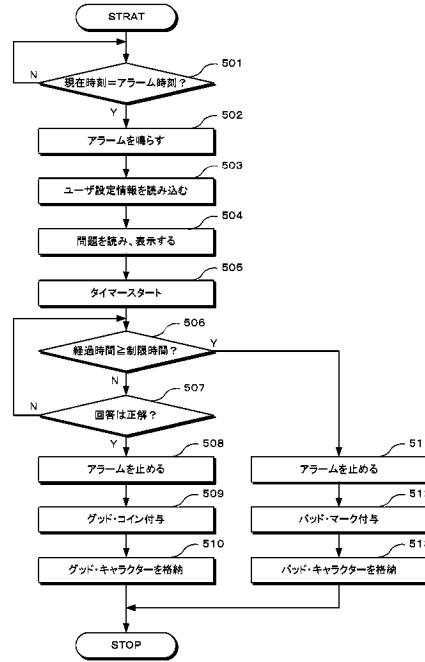 STRAT
501
N
現在時刻＝アラーム時刻？
Y
502
アラームを鳴らす
503
ユーザ設定情報を読み込む
504
問題を読み、表示する
505
タイマースタート
506
経過時間≧制限時間？
Y
N
507
N
回答は正解？
Y
508
アラームを止める
509
グッド・コイン付与
510
グッド・キャラクターを格納
51
アラームを止める
51
バッド・マーク付与
51
バッド・キャラクターを格納
STOP